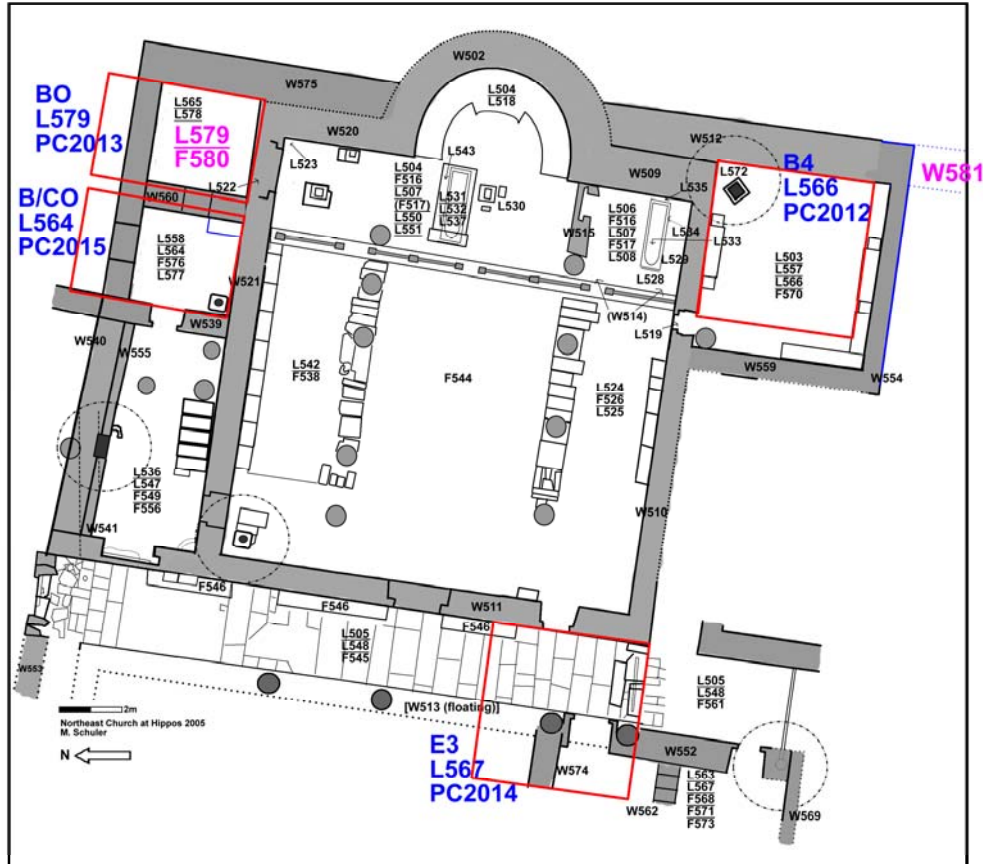 W502
W575
BO
L579
PC2013
L565
L578
L579
F580
W520
L504
L518
W512
W581
B4
L566
PC2012
L572
L523
L543
L504
F516
L507
(F517)
L550
L551
L531
L532
L537
L530
W509
L535
L522
W560
B/CO
L564
PC2015
L558
L564
F576
L577
W515
L506
F516
L507
F517
L508
L534
L533
L529
L528
L503
L557
L566
F570
W521
(W514)
L519
W539
W540
W555
W559
W554
L542
F538
F544
L524
F526
L525
L536
L547
F549
F556
W510
W541
F546
F546
W511
F546
L505
L548
F545
W553
L505
L548
F561
[W513 (floating)]
2m
Northeast Church at Hippos 2005
M. Schuler
N
E3
L567
PC2014
W574
W552
W562
L563
L567
F568
F571
F573
W569